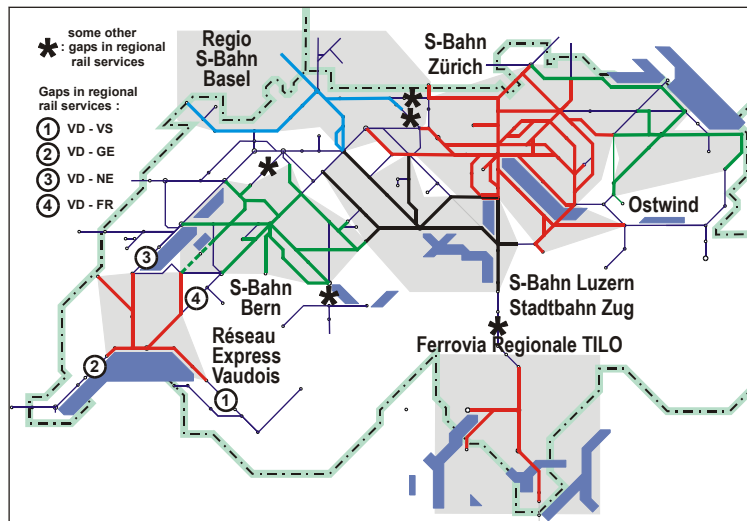 some other
: gaps in regional
rail services
Gaps in regional
rail services :
1 VD - VS
2 VD - GE
3 VD - NE
4 VD - FR
Regio
S-Bahn
Basel
S-Bahn
Zürich
Ostwind
3
4
S-Bahn
Bern
S-Bahn Luzern
Stadtbahn Zug
Réseau
Express
Vaudois
Ferrovia Regionale TILO
2
1